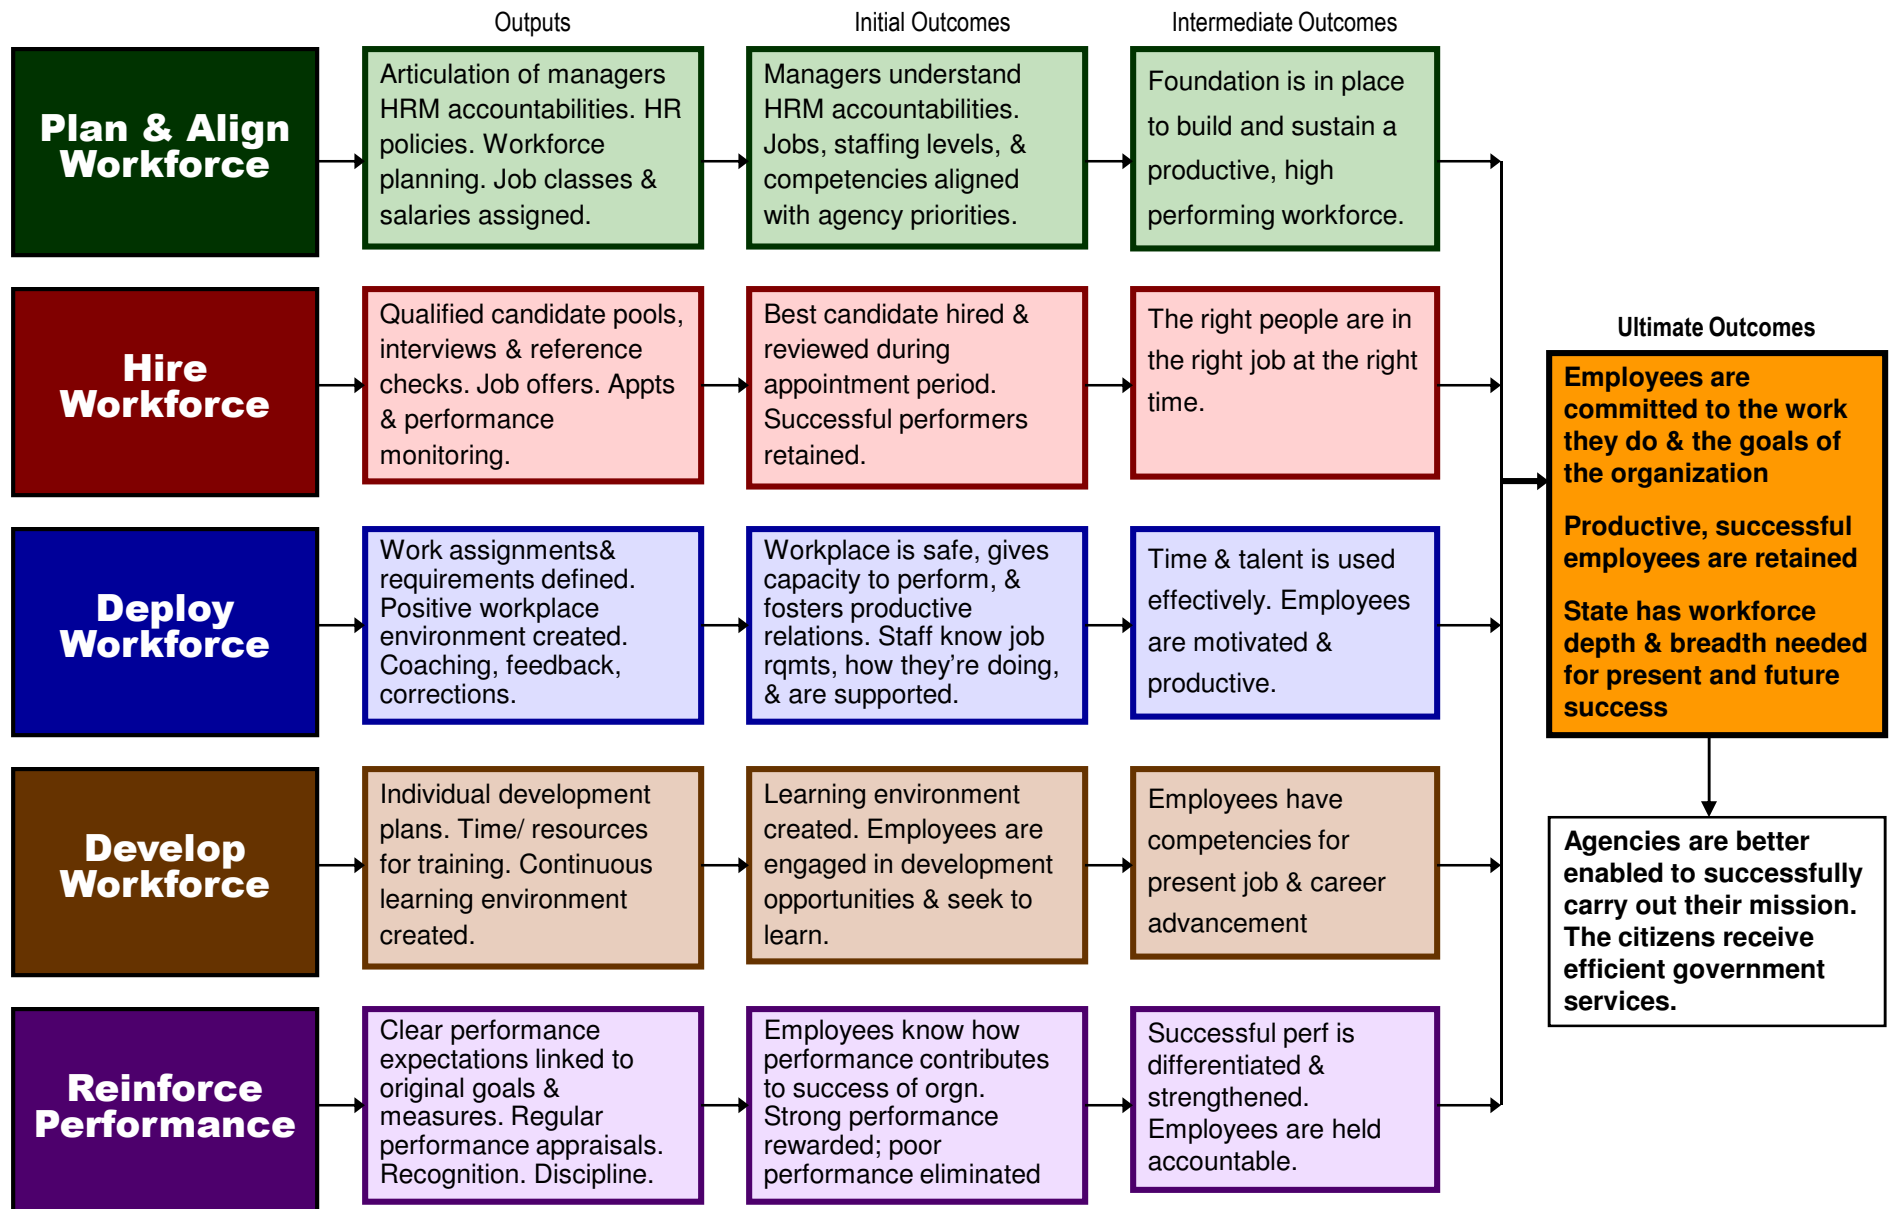 Outputs
Initial Outcomes
Intermediate Outcomes
Plan & Align
Workforce
Articulation of managers
HRM accountabilities. HR
policies. Workforce
planning. Job classes &
salaries assigned.
Managers understand
HRM accountabilities.
Jobs, staffing levels, &
competencies aligned
with agency priorities.
Foundation is in place
to build and sustain a
productive, high
performing workforce.
Hire
Workforce
Qualified candidate pools,
interviews & reference
checks. Job offers. Appts
& performance
monitoring.
Best candidate hired &
reviewed during
appointment period.
Successful performers
retained.
The right people are in
the right job at the right
time.
Deploy
Workforce
Work assignments&
requirements defined.
Positive workplace
environment created.
Coaching, feedback,
corrections.
Workplace is safe, gives
capacity to perform, &
fosters productive
relations. Staff know job
rqmts, how they’re doing,
& are supported.
Time & talent is used
effectively. Employees
are motivated &
productive.
Develop
Workforce
Individual development
plans. Time/ resources
for training. Continuous
learning environment
created.
Learning environment
created. Employees are
engaged in development
opportunities & seek to
learn.
Employees have
competencies for
present job & career
advancement
Reinforce
Performance
Clear performance
expectations linked to
original goals &
measures. Regular
performance appraisals.
Recognition. Discipline.
Employees know how
performance contributes
to success of orgn.
Strong performance
rewarded; poor
performance eliminated
Successful perf is
differentiated &
strengthened.
Employees are held
accountable.
Ultimate Outcomes
Employees are
committed to the work
they do & the goals of
the organization
Productive, successful
employees are retained
State has workforce
depth & breadth needed
for present and future
success
Agencies are better
enabled to successfully
carry out their mission.
The citizens receive
efficient government
services.